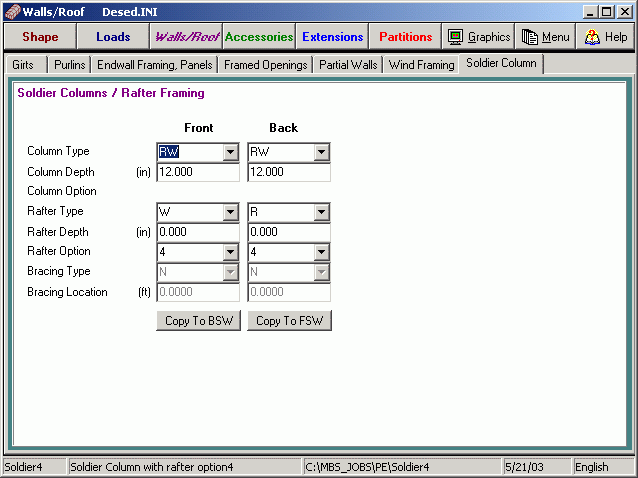 Walls/Roof Desed.INI
Shape Loads Walls/Roof Accessories Extensions Partitions Graphics Menu Help
Girts Purlins Endwall Framing, Panels Framed Openings Partial Walls Wind Framing Soldier Column
Soldier Columns / Rafter Framing
Front Back
Column Type RW RW
Column Depth (in) 12.000 12.000
Column Option
Rafter Type W R
Rafter Depth (in) 0.000 0.000
Rafter Option 4 4
Bracing Type N N
Bracing Location (ft) 0.0000 0.0000
Copy To BSW Copy To FSW
Soldier4 Soldier Column with rafter option4 C:\MBS_JOBS\PE\Soldier4 5/21/03 English